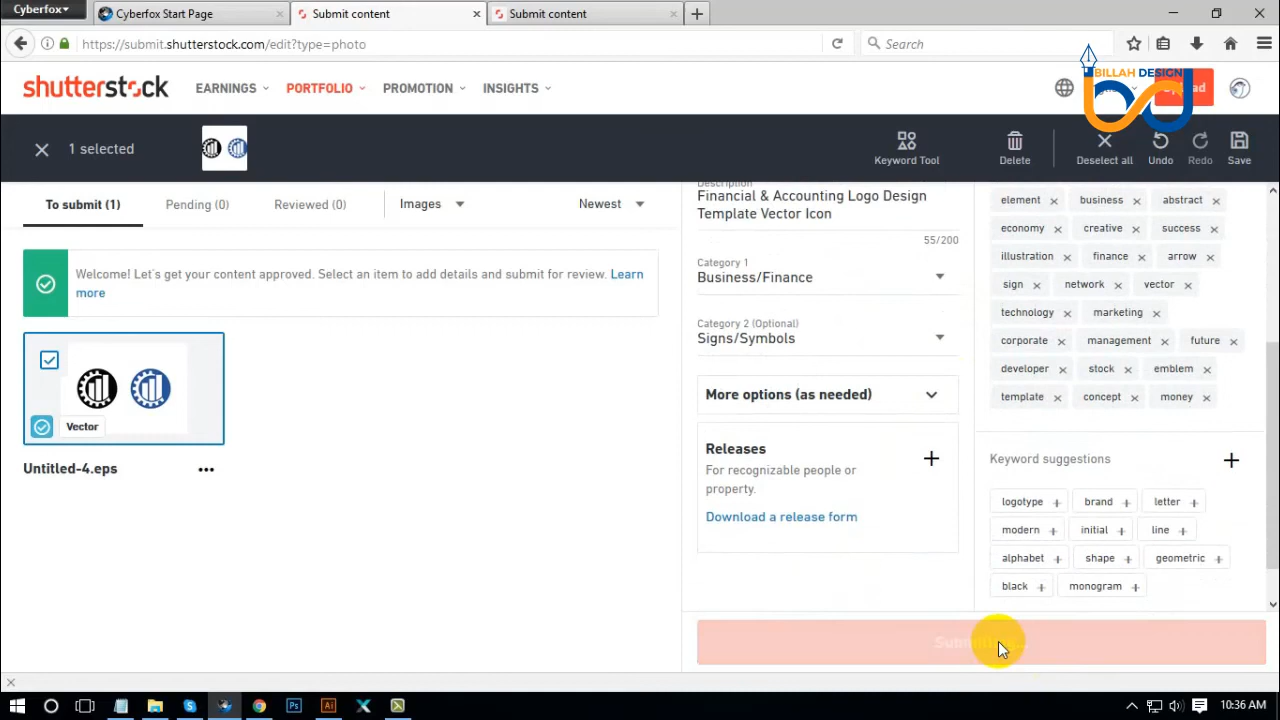 Cyberfox
Cyberfox Start Page
Submit content
Submit content
https://submit.shutterstock.com/edit?type=photo
Search
BILLAH DESIGN
bd
shutterstock
EARNINGS
PORTFOLIO
PROMOTION
INSIGHTS
1 selected
Keyword Tool
Delete
Deselect all
Undo
Redo
Save
To submit (1)
Pending (0)
Reviewed (0)
Images
Newest
Welcome! Let's get your content approved. Select an item to add details and submit for review. Learn
more
Vector
Untitled-4.eps
Description
Financial & Accounting Logo Design
Template Vector Icon
55/200
Category 1
Business/Finance
Category 2 (Optional)
Signs/Symbols
More options (as needed)
Releases
For recognizable people or
property.
Download a release form
element business abstract
economy creative success
illustration finance arrow
sign network vector
technology marketing
corporate management future
developer stock emblem
template concept money
Keyword suggestions
logotype + brand + letter +
modern + initial + line +
alphabet + shape + geometric +
black + monogram +
10:36 AM